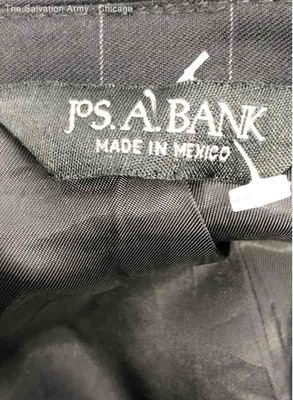 The Salvation Army - Chicago
JOS. A. BANK
MADE IN MEXICO